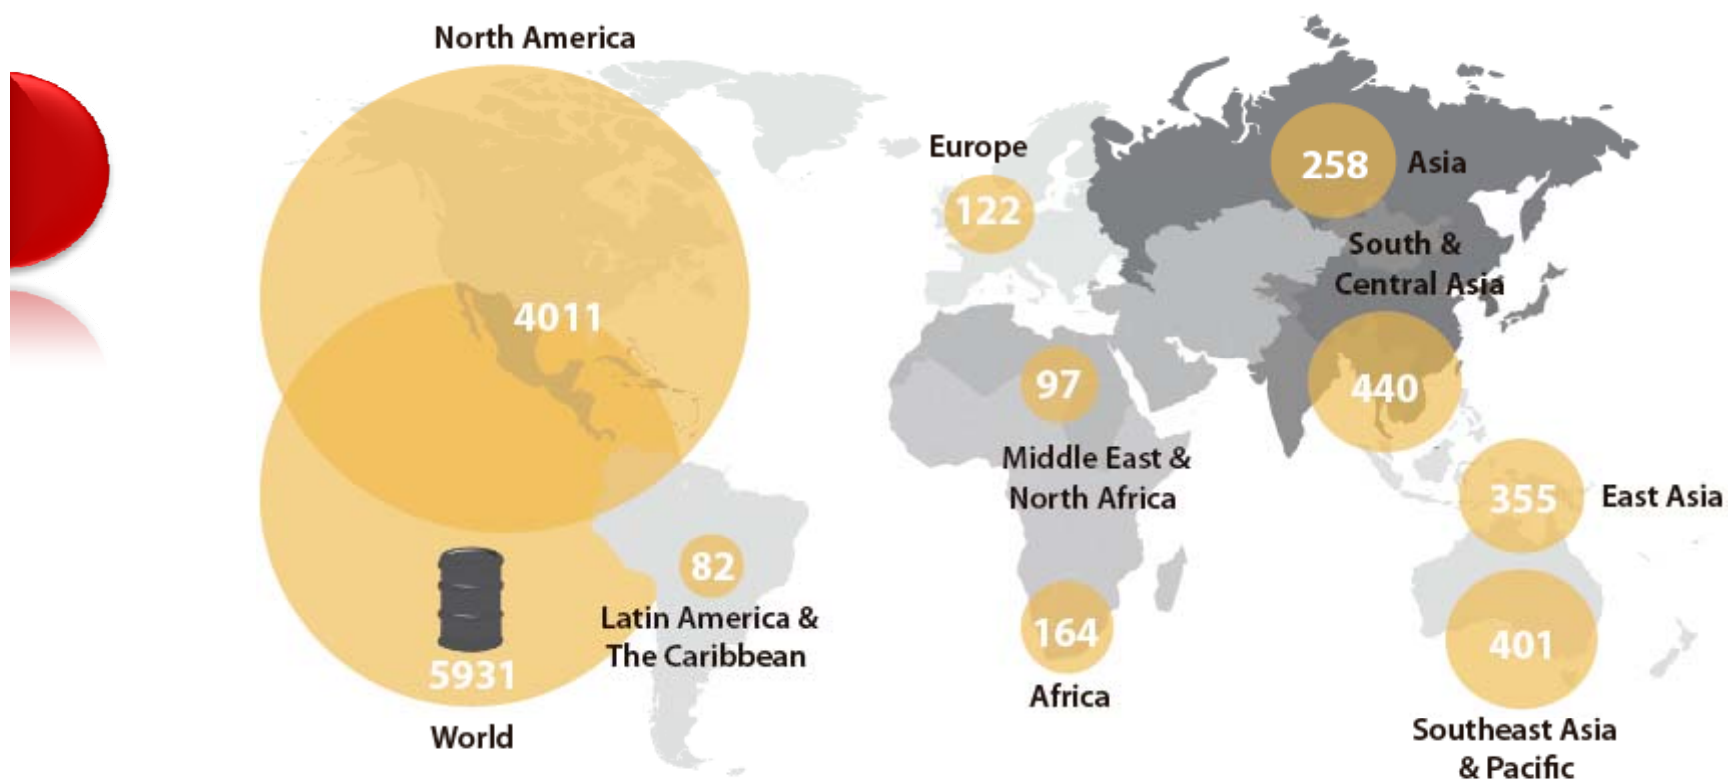 North America
4011
5931
World
82
Latin America &
The Caribbean
Europe
122
97
Middle East &
North Africa
164
Africa
258
Asia
South &
Central Asia
440
355
East Asia
401
Southeast Asia
& Pacific